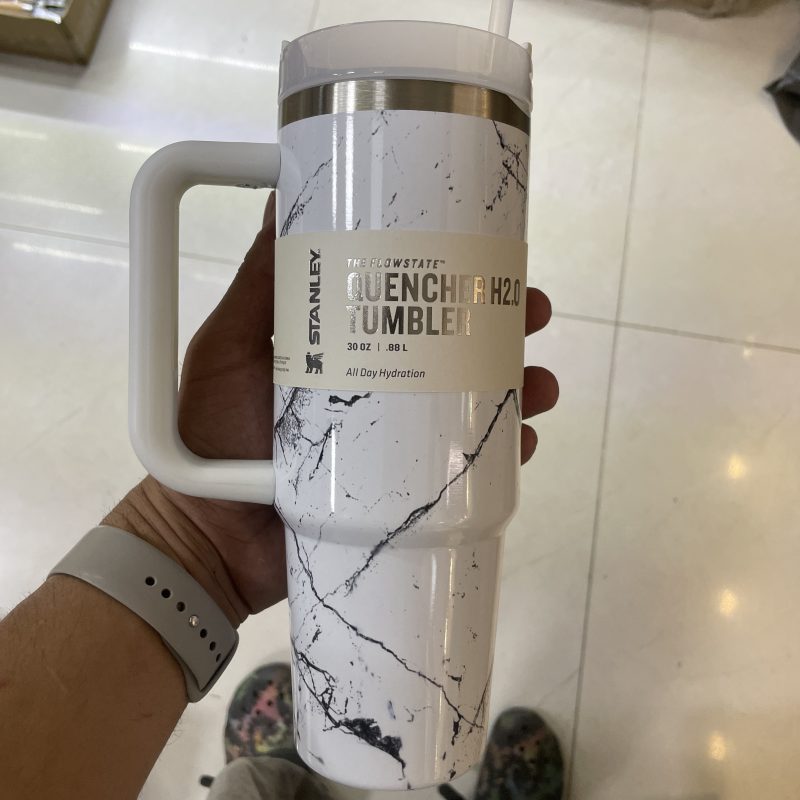 STANLEY
THE FLOWSTATE™
QUENCHER H2.0
TUMBLER
30 OZ | .88 L
All Day Hydration